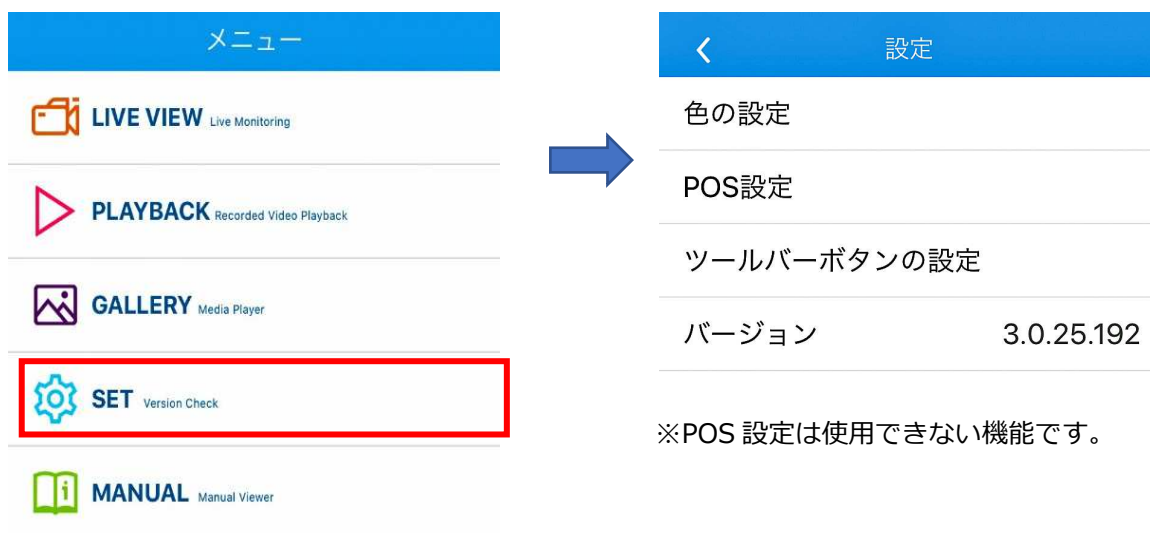 メニュー
LIVE VIEW Live Monitoring
PLAYBACK Recorded Video Playback
GALLERY Media Player
SET Version Check
MANUAL Manual Viewer
設定
色の設定
POS設定
ツールバーボタンの設定
バージョン 3.0.25.192
※POS 設定は使用できない機能です。